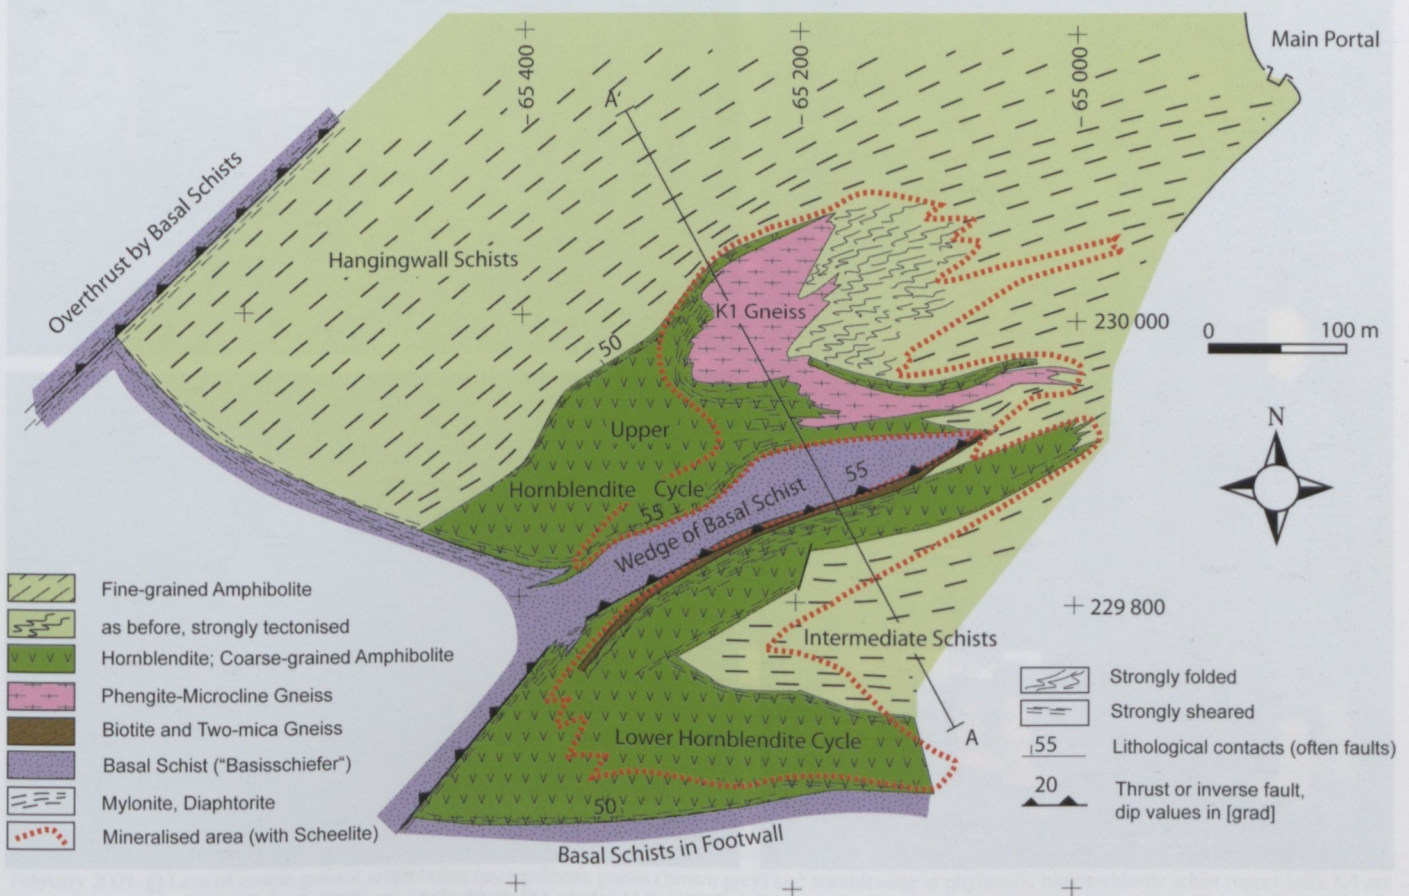 Main Portal
–65 400
–65 200
–65 000
A'
Overthrust by Basal Schists
Hangingwall Schists
K1 Gneiss
230 000
0 100 m
50
N
Upper
Hornblendite Cycle
55
55
Wedge of Basal Schist
229 800
Intermediate Schists
Lower Hornblendite Cycle
A
50
Basal Schists in Footwall
Fine-grained Amphibolite
as before, strongly tectonised
Hornblendite; Coarse-grained Amphibolite
Phengite-Microcline Gneiss
Biotite and Two-mica Gneiss
Basal Schist ("Basisschiefer“)
Mylonite, Diaphtorite
Mineralised area (with Scheelite)
Strongly folded
Strongly sheared
55 Lithological contacts (often faults)
20 Thrust or inverse fault,
dip values in [grad]